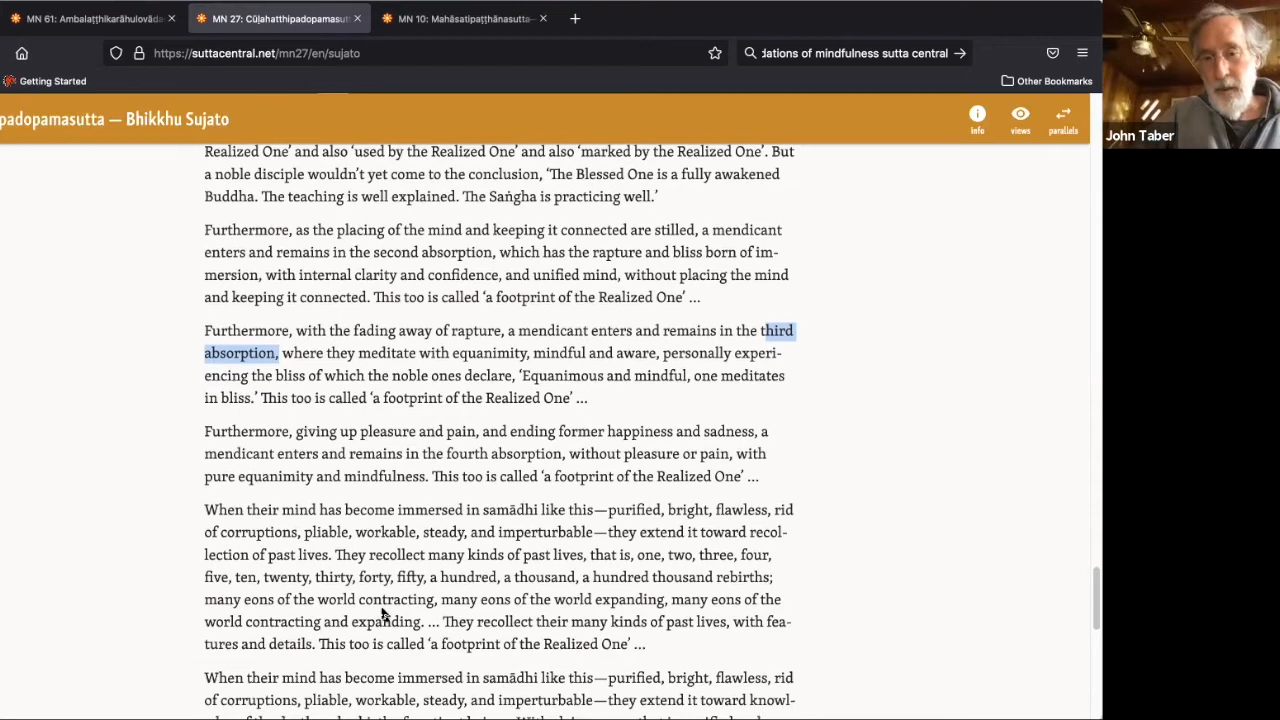 MN 61: Ambalaṭṭhikarāhulovāda
MN 27: Cūḷahatthipadopamasutt
MN 10: Mahāsatipaṭṭhānasutta—
https://suttacentral.net/mn27/en/sujato
dations of mindfulness sutta central
Getting Started
Other Bookmarks
padopamasutta — Bhikkhu Sujato
info
views
parallels
John Taber
Realized One’ and also ‘used by the Realized One’ and also ‘marked by the Realized One’. But
a noble disciple wouldn’t yet come to the conclusion, ‘The Blessed One is a fully awakened
Buddha. The teaching is well explained. The Saṅgha is practicing well.’
Furthermore, as the placing of the mind and keeping it connected are stilled, a mendicant
enters and remains in the second absorption, which has the rapture and bliss born of im-
mersion, with internal clarity and confidence, and unified mind, without placing the mind
and keeping it connected. This too is called ‘a footprint of the Realized One’ …
Furthermore, with the fading away of rapture, a mendicant enters and remains in the third
absorption, where they meditate with equanimity, mindful and aware, personally experi-
encing the bliss of which the noble ones declare, ‘Equanimous and mindful, one meditates
in bliss.’ This too is called ‘a footprint of the Realized One’ …
Furthermore, giving up pleasure and pain, and ending former happiness and sadness, a
mendicant enters and remains in the fourth absorption, without pleasure or pain, with
pure equanimity and mindfulness. This too is called ‘a footprint of the Realized One’ …
When their mind has become immersed in samādhi like this—purified, bright, flawless, rid
of corruptions, pliable, workable, steady, and imperturbable—they extend it toward recol-
lection of past lives. They recollect many kinds of past lives, that is, one, two, three, four,
five, ten, twenty, thirty, forty, fifty, a hundred, a thousand, a hundred thousand rebirths;
many eons of the world contracting, many eons of the world expanding, many eons of the
world contracting and expanding. … They recollect their many kinds of past lives, with fea-
tures and details. This too is called ‘a footprint of the Realized One’ …
When their mind has become immersed in samādhi like this—purified, bright, flawless, rid
of corruptions, pliable, workable, steady, and imperturbable—they extend it toward knowl-